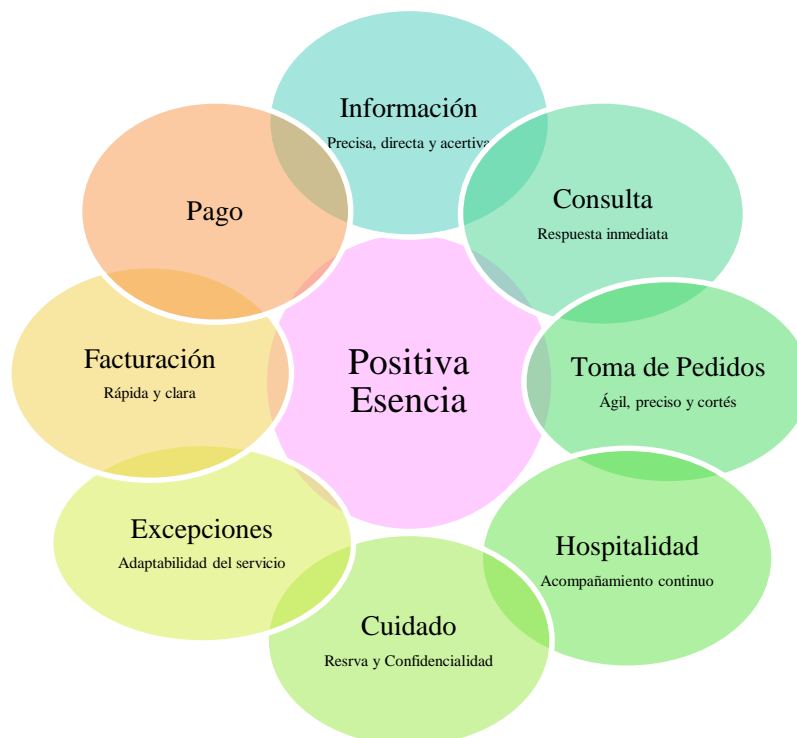 Información
Precisa, directa y acertiva
Consulta
Respuesta inmediata
Toma de Pedidos
Ágil, preciso y cortés
Hospitalidad
Acompañamiento continuo
Cuidado
Resrva y Confidencialidad
Excepciones
Adaptabilidad del servicio
Facturación
Rápida y clara
Pago
Positiva
Esencia